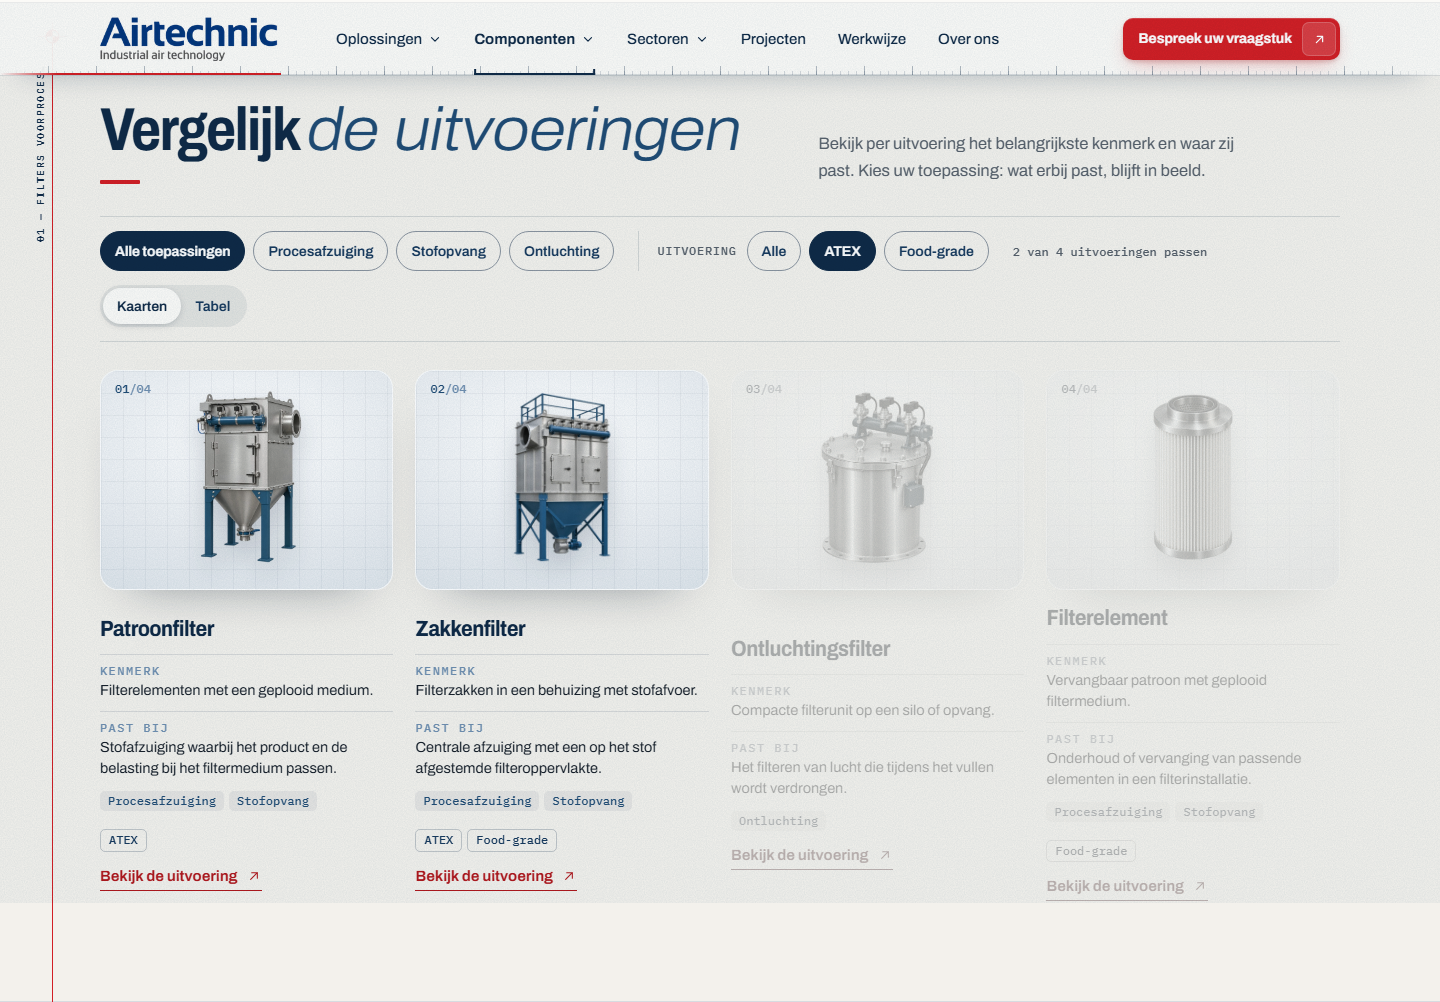 Airtechnic
Industrial air technology
Oplossingen
Componenten
Sectoren
Projecten
Werkwijze
Over ons
Bespreek uw vraagstuk
01 — FILTERS VOORPROCES
Vergelijk de uitvoeringen
Bekijk per uitvoering het belangrijkste kenmerk en waar zij
past. Kies uw toepassing: wat erbij past, blijft in beeld.
Alle toepassingen
Procesafzuiging
Stofopvang
Ontluchting
UITVOERING
Alle
ATEX
Food-grade
2 van 4 uitvoeringen passen
Kaarten
Tabel
01/04
Patroonfilter
KENMERK
Filterelementen met een geplooid medium.
PAST BIJ
Stofafzuiging waarbij het product en de
belasting bij het filtermedium passen.
Procesafzuiging
Stofopvang
ATEX
Bekijk de uitvoering
02/04
Zakkenfilter
KENMERK
Filterzakken in een behuizing met stofafvoer.
PAST BIJ
Centrale afzuiging met een op het stof
afgestemde filteroppervlakte.
Procesafzuiging
Stofopvang
ATEX
Food-grade
Bekijk de uitvoering
03/04
Ontluchtingsfilter
KENMERK
Compacte filterunit op een silo of opvang.
PAST BIJ
Het filteren van lucht die tijdens het vullen
wordt verdrongen.
Ontluchting
Bekijk de uitvoering
04/04
Filterelement
KENMERK
Vervangbaar patroon met geplooid
filtermedium.
PAST BIJ
Onderhoud of vervanging van passende
elementen in een filterinstallatie.
Procesafzuiging
Stofopvang
Food-grade
Bekijk de uitvoering